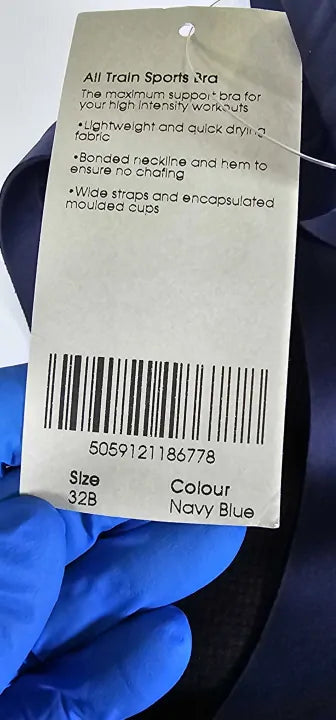 All Train Sports Bra
The maximum support bra for
your high intensity workouts
•Lightweight and quick drying
fabric
•Bonded neckline and hem to
ensure no chafing
•Wide straps and encapsulated
moulded cups
5059121186778
Size Colour
32B Navy Blue